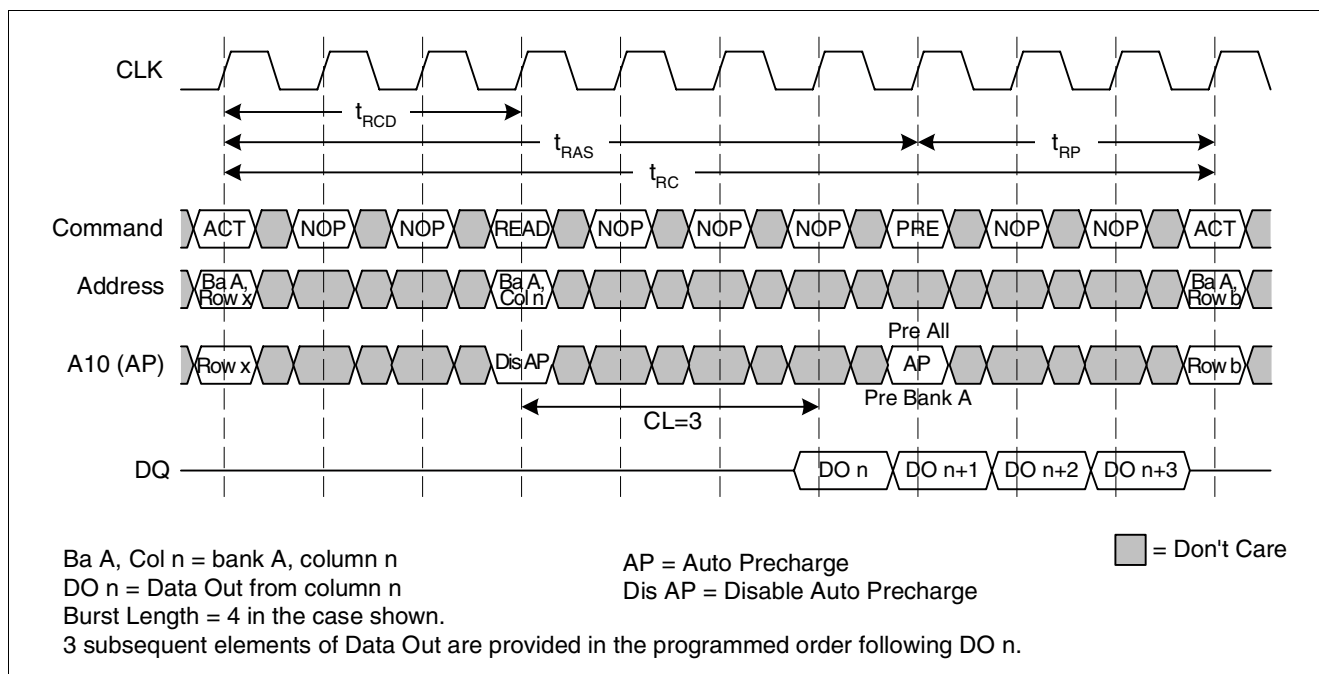 CLK
tRCD
tRAS
tRP
tRC
Command
ACT
NOP
NOP
READ
NOP
NOP
NOP
PRE
NOP
NOP
ACT
Address
Ba A,
Row x
Ba A,
Col n
Ba A,
Row b
Pre All
A10 (AP)
Row x
Dis AP
AP
Row b
Pre Bank A
CL=3
DQ
DO n
DO n+1
DO n+2
DO n+3
Ba A, Col n = bank A, column n
DO n = Data Out from column n
Burst Length = 4 in the case shown.
3 subsequent elements of Data Out are provided in the programmed order following DO n.
AP = Auto Precharge
Dis AP = Disable Auto Precharge
= Don't Care